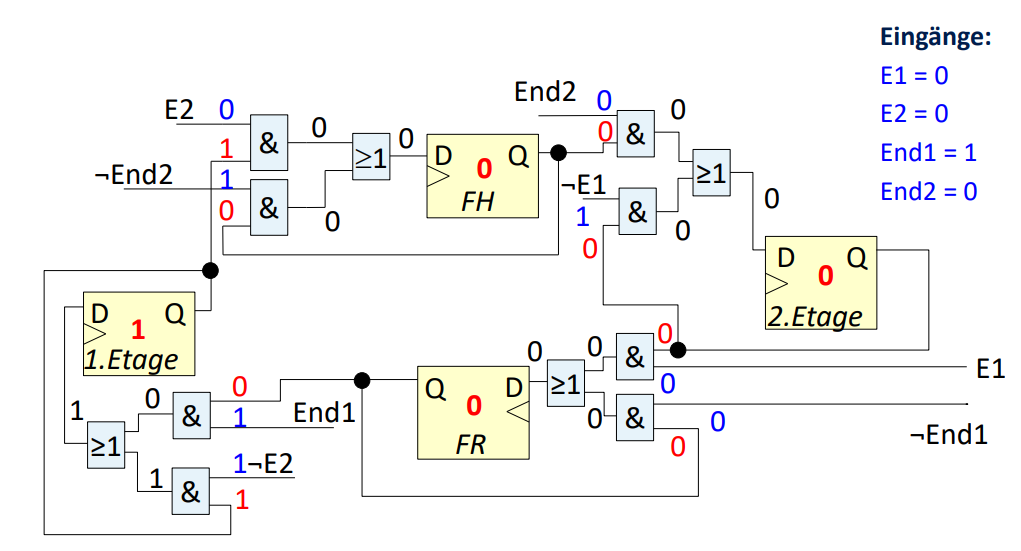 Eingänge:
E1 = 0
E2 = 0
End1 = 1
End2 = 0
E2 0
1
¬End2 1
0
&
&
0
0
≥1
0
D Q
0
FH
End2 0
0
¬E1
1
0
&
&
0
0
≥1
0
D Q
0
2.Etage
D Q
1
1.Etage
1
≥1
0
1
&
&
0
1 End1
1¬E2
1
Q D
0
FR
0
≥1
0
0
&
&
0
0
E1
0
0
¬End1